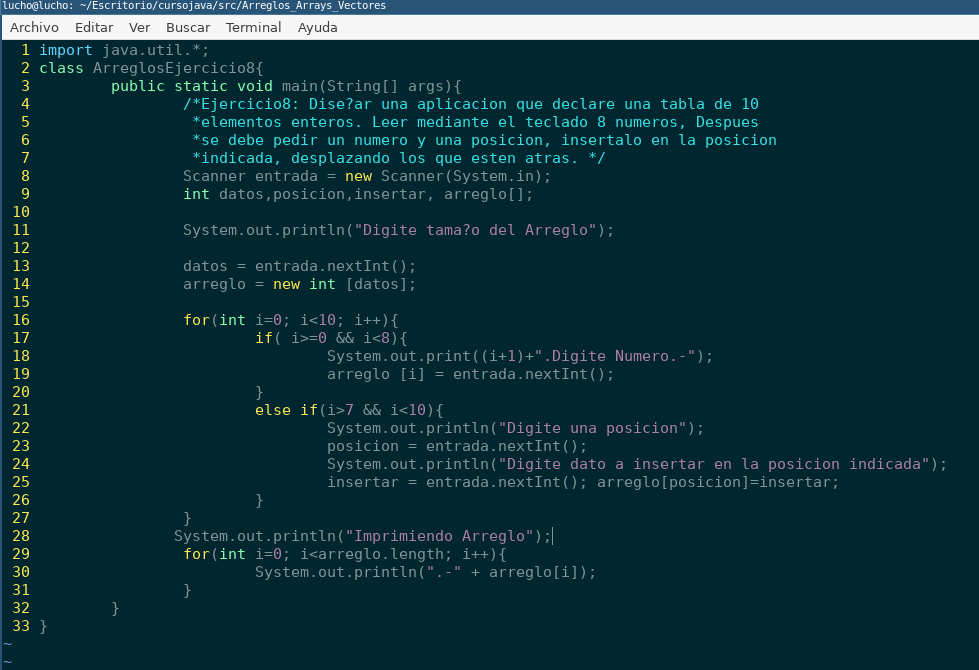 lucho@lucho: ~/Escritorio/cursojava/src/Arreglos_Arrays_Vectores
Archivo Editar Ver Buscar Terminal Ayuda
1 import java.util.*;
2 class ArreglosEjercicio8{
3 public static void main(String[] args){
4 /*Ejercicio8: Dise?ar una aplicacion que declare una tabla de 10
5 *elementos enteros. Leer mediante el teclado 8 numeros, Despues
6 *se debe pedir un numero y una posicion, insertalo en la posicion
7 *indicada, desplazando los que esten atras. */
8 Scanner entrada = new Scanner(System.in);
9 int datos,posicion,insertar, arreglo[];
10
11 System.out.println("Digite tama?o del Arreglo");
12
13 datos = entrada.nextInt();
14 arreglo = new int [datos];
15
16 for(int i=0; i<10; i++){
17 if( i>=0 && i<8){
18 System.out.print((i+1)+".Digite Numero.-");
19 arreglo [i] = entrada.nextInt();
20 }
21 else if(i>7 && i<10){
22 System.out.println("Digite una posicion");
23 posicion = entrada.nextInt();
24 System.out.println("Digite dato a insertar en la posicion indicada");
25 insertar = entrada.nextInt(); arreglo[posicion]=insertar;
26 }
27 }
28 System.out.println("Imprimiendo Arreglo");
29 for(int i=0; i<arreglo.length; i++){
30 System.out.println(".-" + arreglo[i]);
31 }
32 }
33 }
~
~